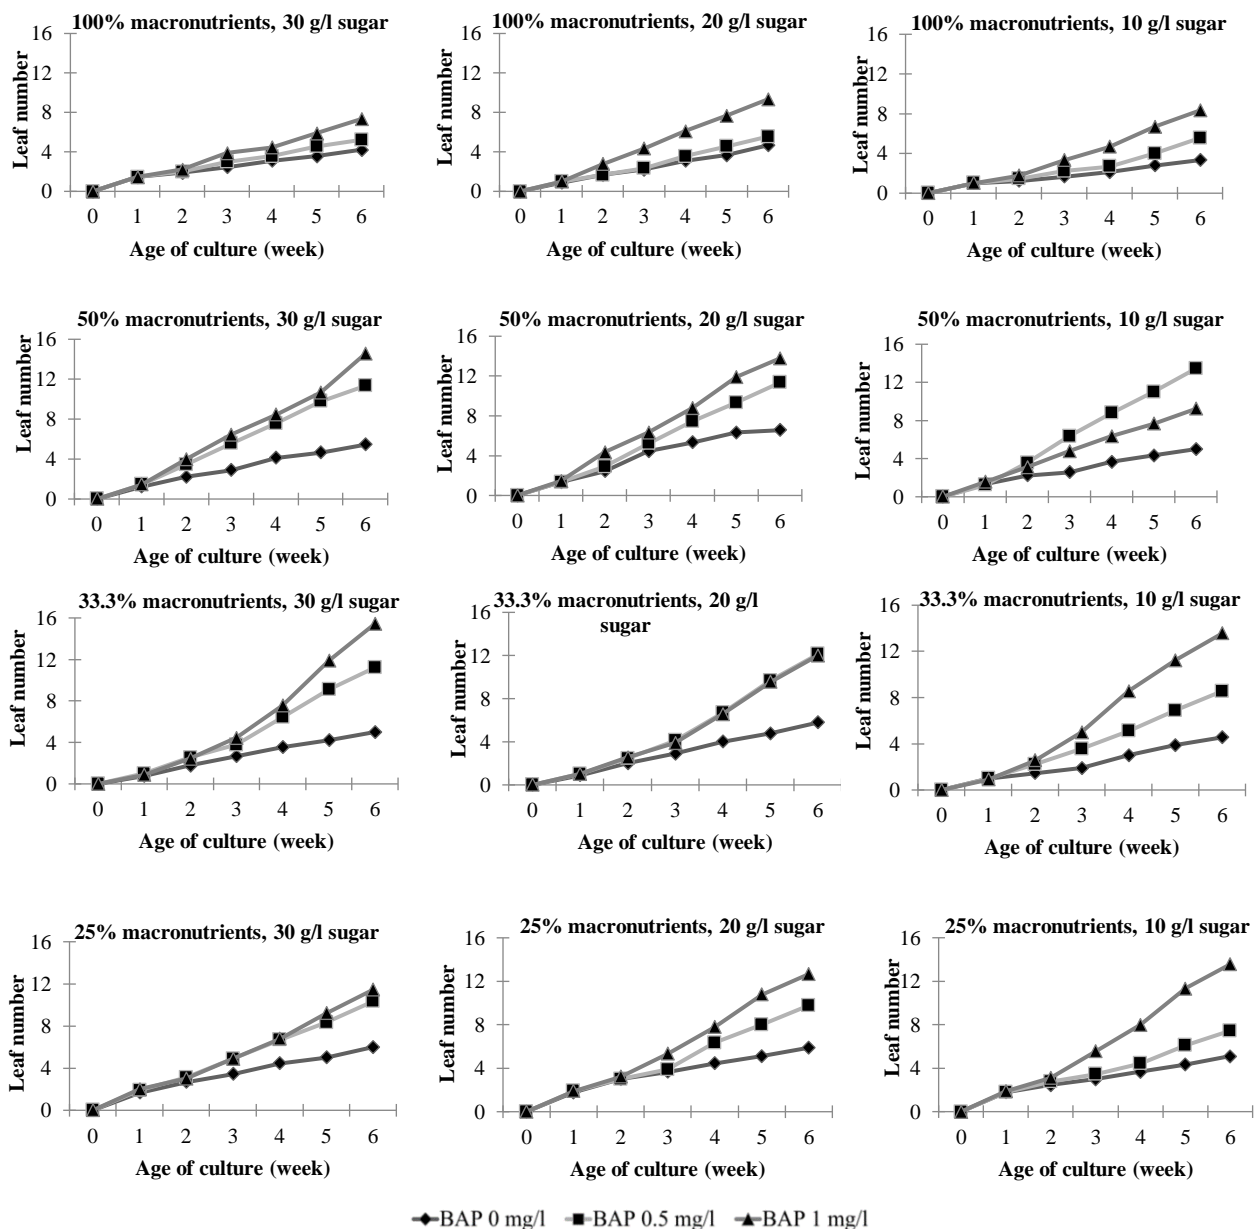 100% macronutrients, 30 g/l sugar
16
12
8
4
0
Leaf number
0 1 2 3 4 5 6
Age of culture (week)
100% macronutrients, 20 g/l sugar
16
12
8
4
0
Leaf number
0 1 2 3 4 5 6
Age of culture (week)
100% macronutrients, 10 g/l sugar
16
12
8
4
0
Leaf number
0 1 2 3 4 5 6
Age of culture (week)
50% macronutrients, 30 g/l sugar
16
12
8
4
0
Leaf number
0 1 2 3 4 5 6
Age of culture (week)
50% macronutrients, 20 g/l sugar
16
12
8
4
0
Leaf number
0 1 2 3 4 5 6
Age of culture (week)
50% macronutrients, 10 g/l sugar
16
12
8
4
0
Leaf number
0 1 2 3 4 5 6
Age of culture (week)
33.3% macronutrients, 30 g/l sugar
16
12
8
4
0
Leaf number
0 1 2 3 4 5 6
Age of culture (week)
33.3% macronutrients, 20 g/l
sugar
16
12
8
4
0
Leaf number
0 1 2 3 4 5 6
Age of culture (week)
33.3% macronutrients, 10 g/l sugar
16
12
8
4
0
Leaf number
0 1 2 3 4 5 6
Age of culture (week)
25% macronutrients, 30 g/l sugar
16
12
8
4
0
Leaf number
0 1 2 3 4 5 6
Age of culture (week)
25% macronutrients, 20 g/l sugar
16
12
8
4
0
Leaf number
0 1 2 3 4 5 6
Age of culture (week)
25% macronutrients, 10 g/l sugar
16
12
8
4
0
Leaf number
0 1 2 3 4 5 6
Age of culture (week)
BAP 0 mg/l BAP 0.5 mg/l BAP 1 mg/l